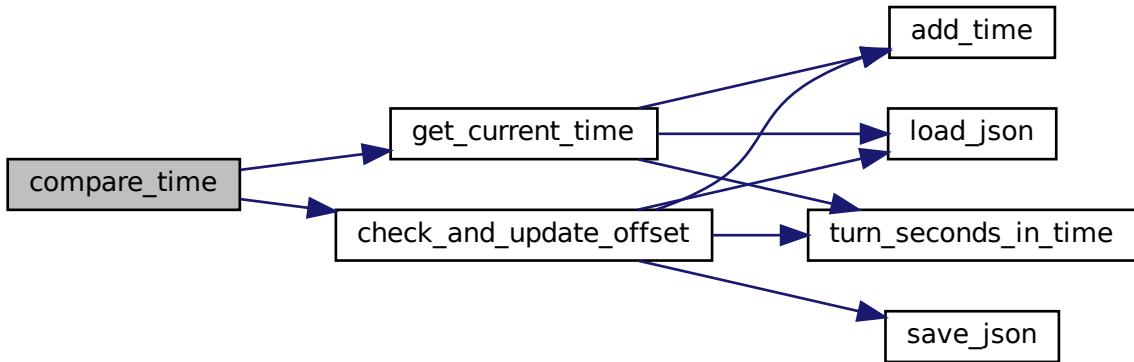 compare_time
get_current_time
check_and_update_offset
add_time
load_json
turn_seconds_in_time
save_json